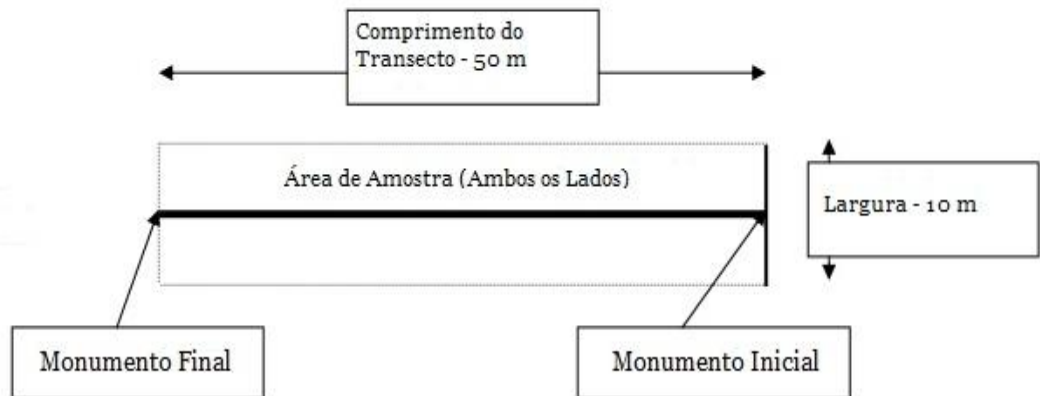 Comprimento do
Transecto - 50 m
Área de Amostra (Ambos os Lados)
Largura - 10 m
Monumento Final
Monumento Inicial